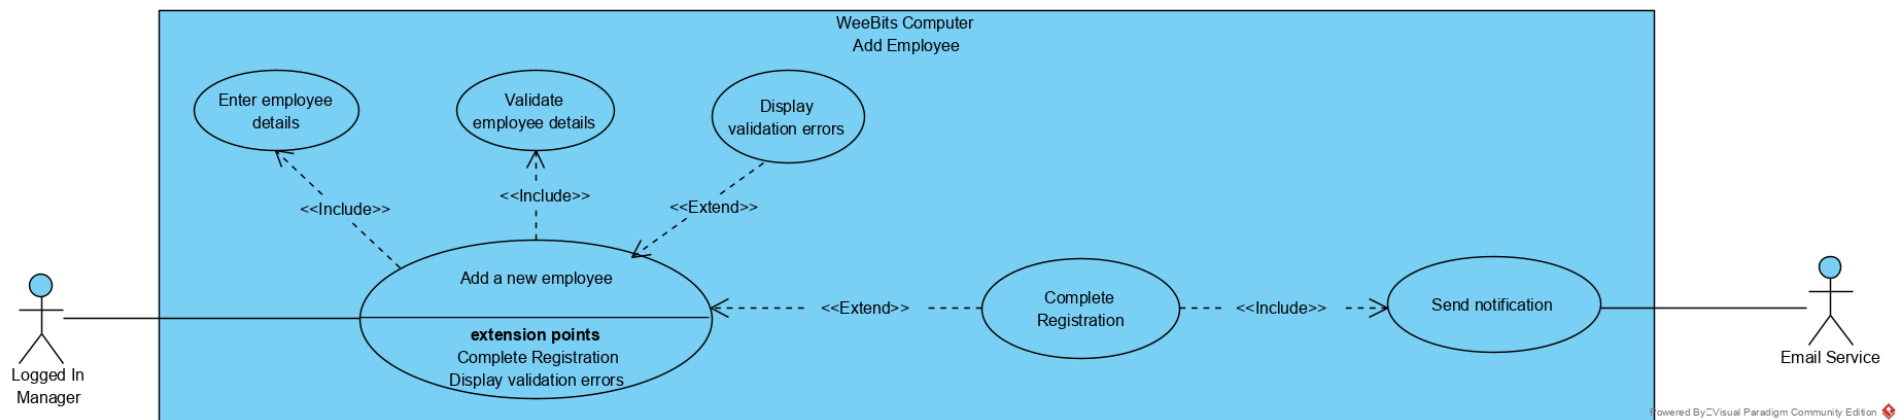 WeeBits Computer
Add Employee
Enter employee
details
Validate
employee details
Display
validation errors
<<Include>>
<<Include>>
<<Extend>>
Add a new employee
extension points
Complete Registration
Display validation errors
<<Extend>>
Complete
Registration
<<Include>>
Send notification
Logged In
Manager
Email Service
Powered By Visual Paradigm Community Edition